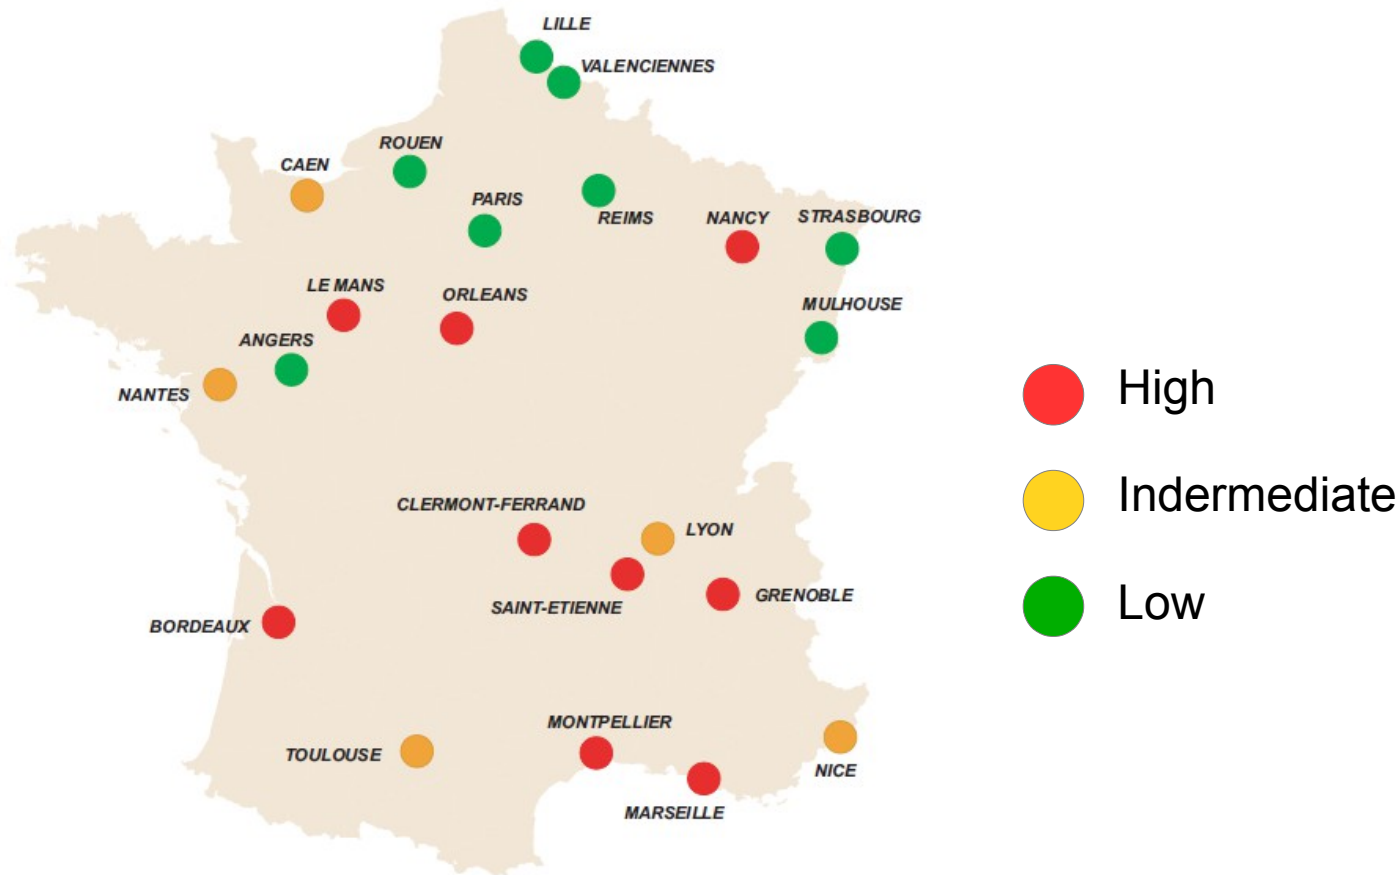 LILLE
VALENCIENNES
ROUEN
CAEN
PARIS
REIMS
NANCY
STRASBOURG
LE MANS
ORLEANS
MULHOUSE
ANGERS
NANTES
High
Indermediate
CLERMONT-FERRAND
LYON
Low
SAINT-ETIENNE
GRENOBLE
BORDEAUX
MONTPELLIER
TOULOUSE
NICE
MARSEILLE